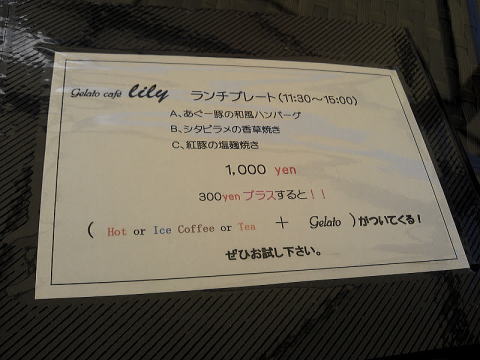 Gelato café lily ランチプレート(11:30～15:00)
A、あぐー豚の和風ハンバーグ
B、シタビラメの香草焼き
C、紅豚の塩麹焼き
1,000 yen
300yenプラスすると！！
( Hot or Ice Coffee or Tea ＋ Gelato )がついてくる！
ぜひお試し下さい。